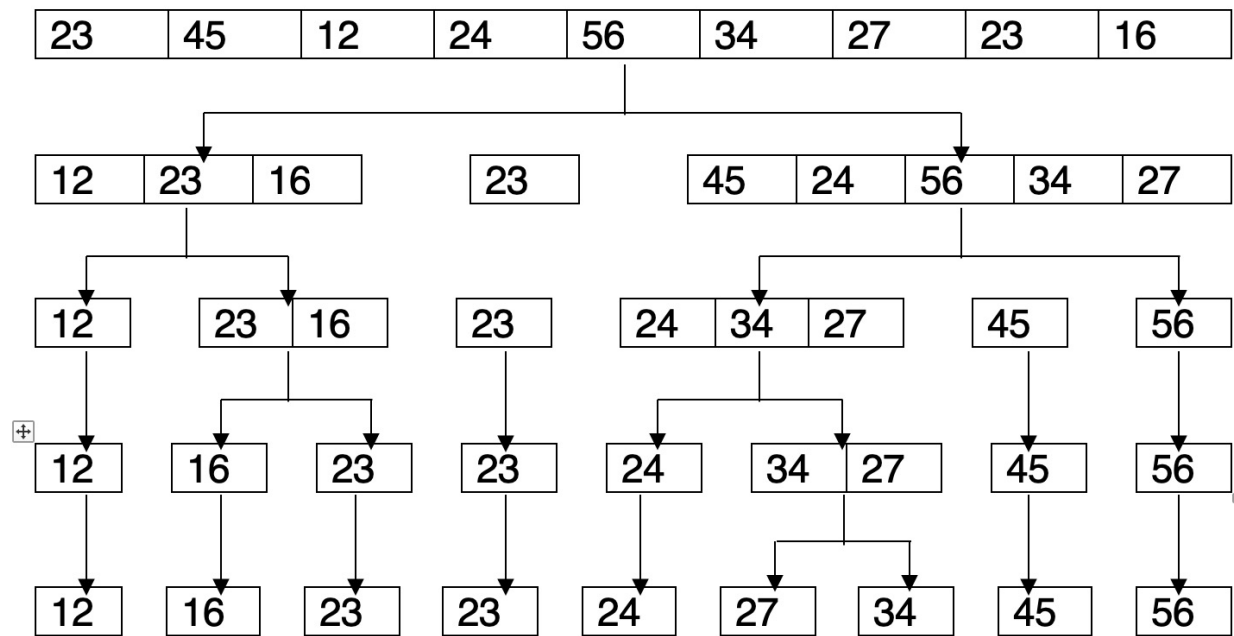 23 45 12 24 56 34 27 23 16
12 23 16 23 45 24 56 34 27
12 23 16 23 24 34 27 45 56
12 16 23 23 24 34 27 45 56
12 16 23 23 24 27 34 45 56